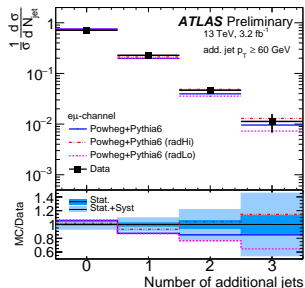 1/σ dσ/dN_jet
ATLAS Preliminary
13 TeV, 3.2 fb⁻¹
add. jet p_T ≥ 60 GeV
1
10⁻¹
10⁻²
10⁻³
eμ-channel
Powheg+Pythia6
Powheg+Pythia6 (radHi)
Powheg+Pythia6 (radLo)
Data
MC/Data
1.4
1.2
1
0.8
0.6
Stat.
Stat.+Syst
0 1 2 3
Number of additional jets